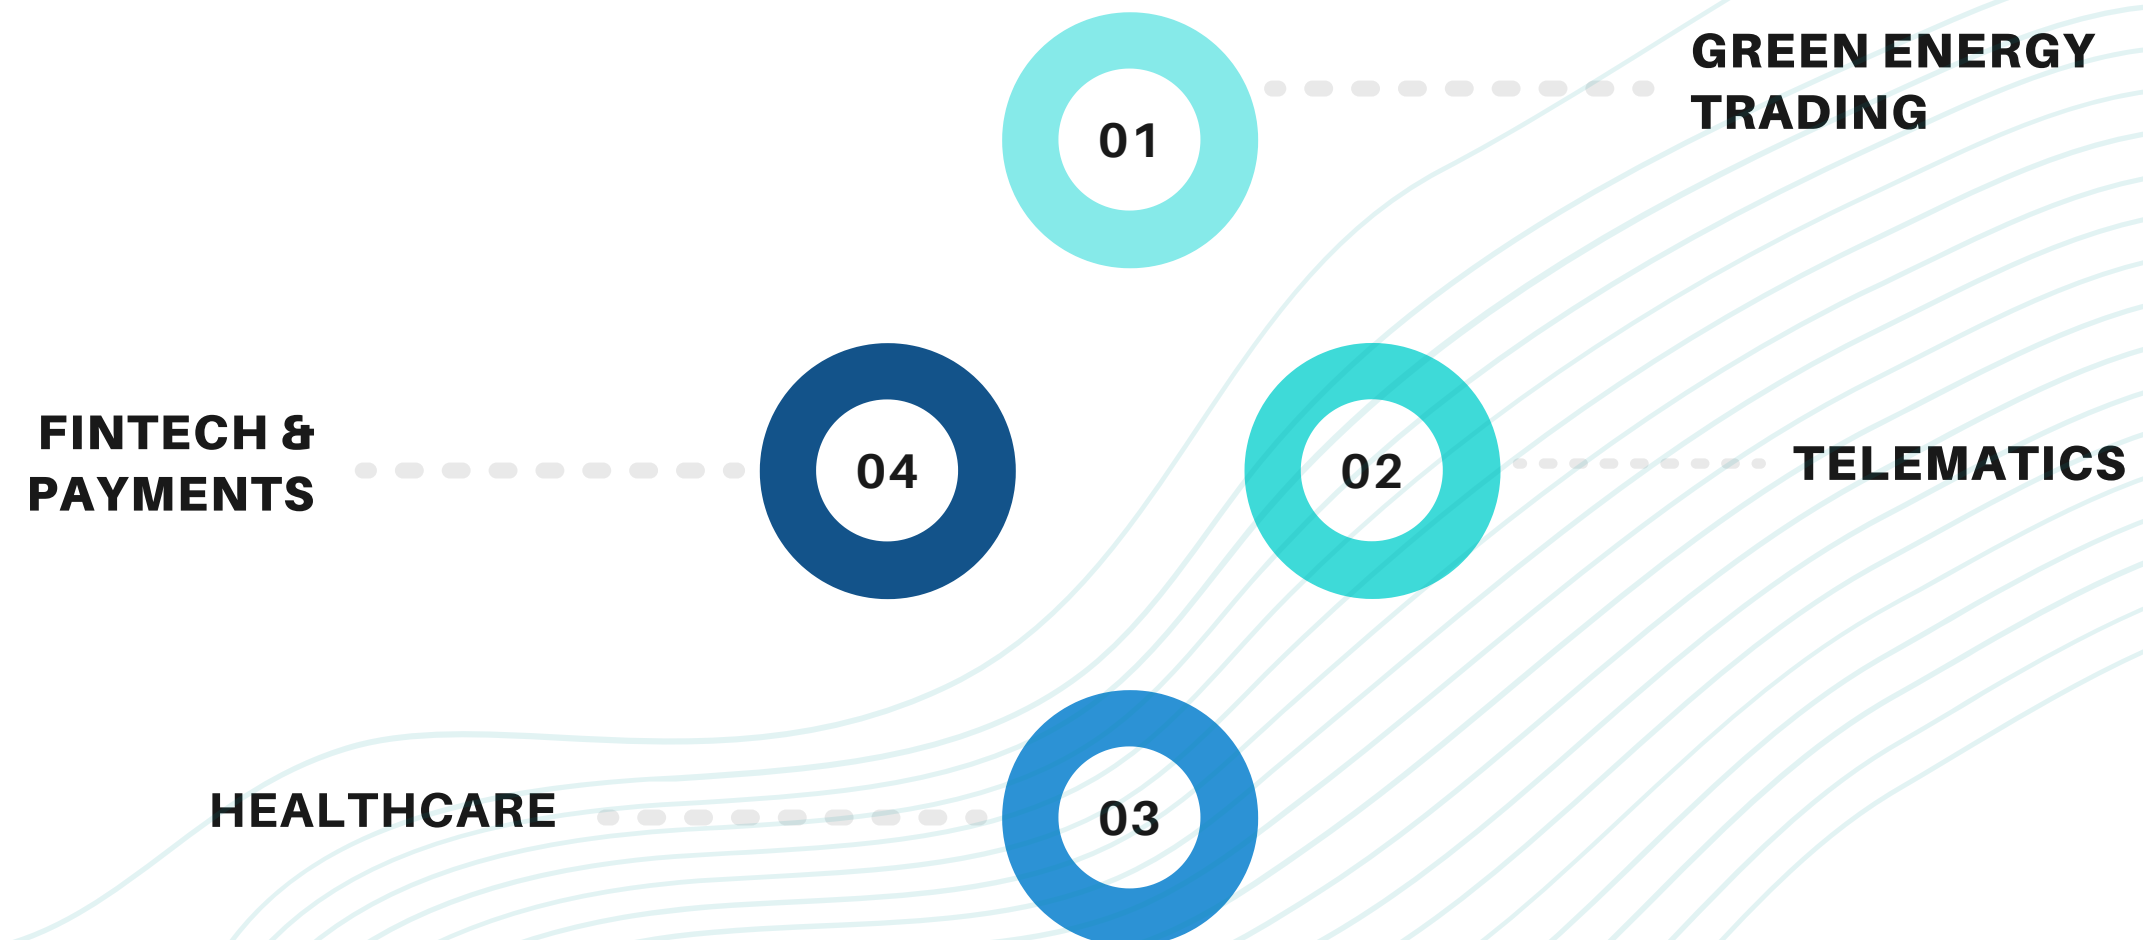 01
GREEN ENERGY
TRADING
FINTECH &
PAYMENTS
04
02
TELEMATICS
HEALTHCARE
03